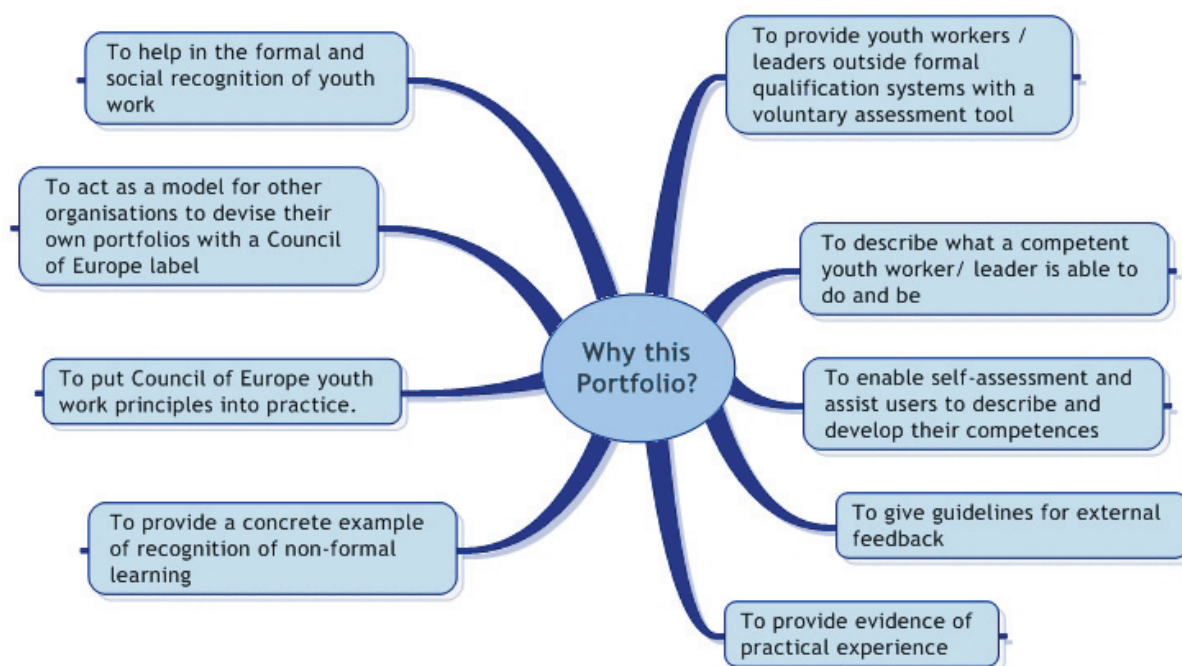 To help in the formal and
social recognition of youth
work
To act as a model for other
organisations to devise their
own portfolios with a Council
of Europe label
To put Council of Europe youth
work principles into practice.
To provide a concrete example
of recognition of non-formal
learning
Why this
Portfolio?
To provide youth workers /
leaders outside formal
qualification systems with a
voluntary assessment tool
To describe what a competent
youth worker/ leader is able to
do and be
To enable self-assessment and
assist users to describe and
develop their competences
To give guidelines for external
feedback
To provide evidence of
practical experience